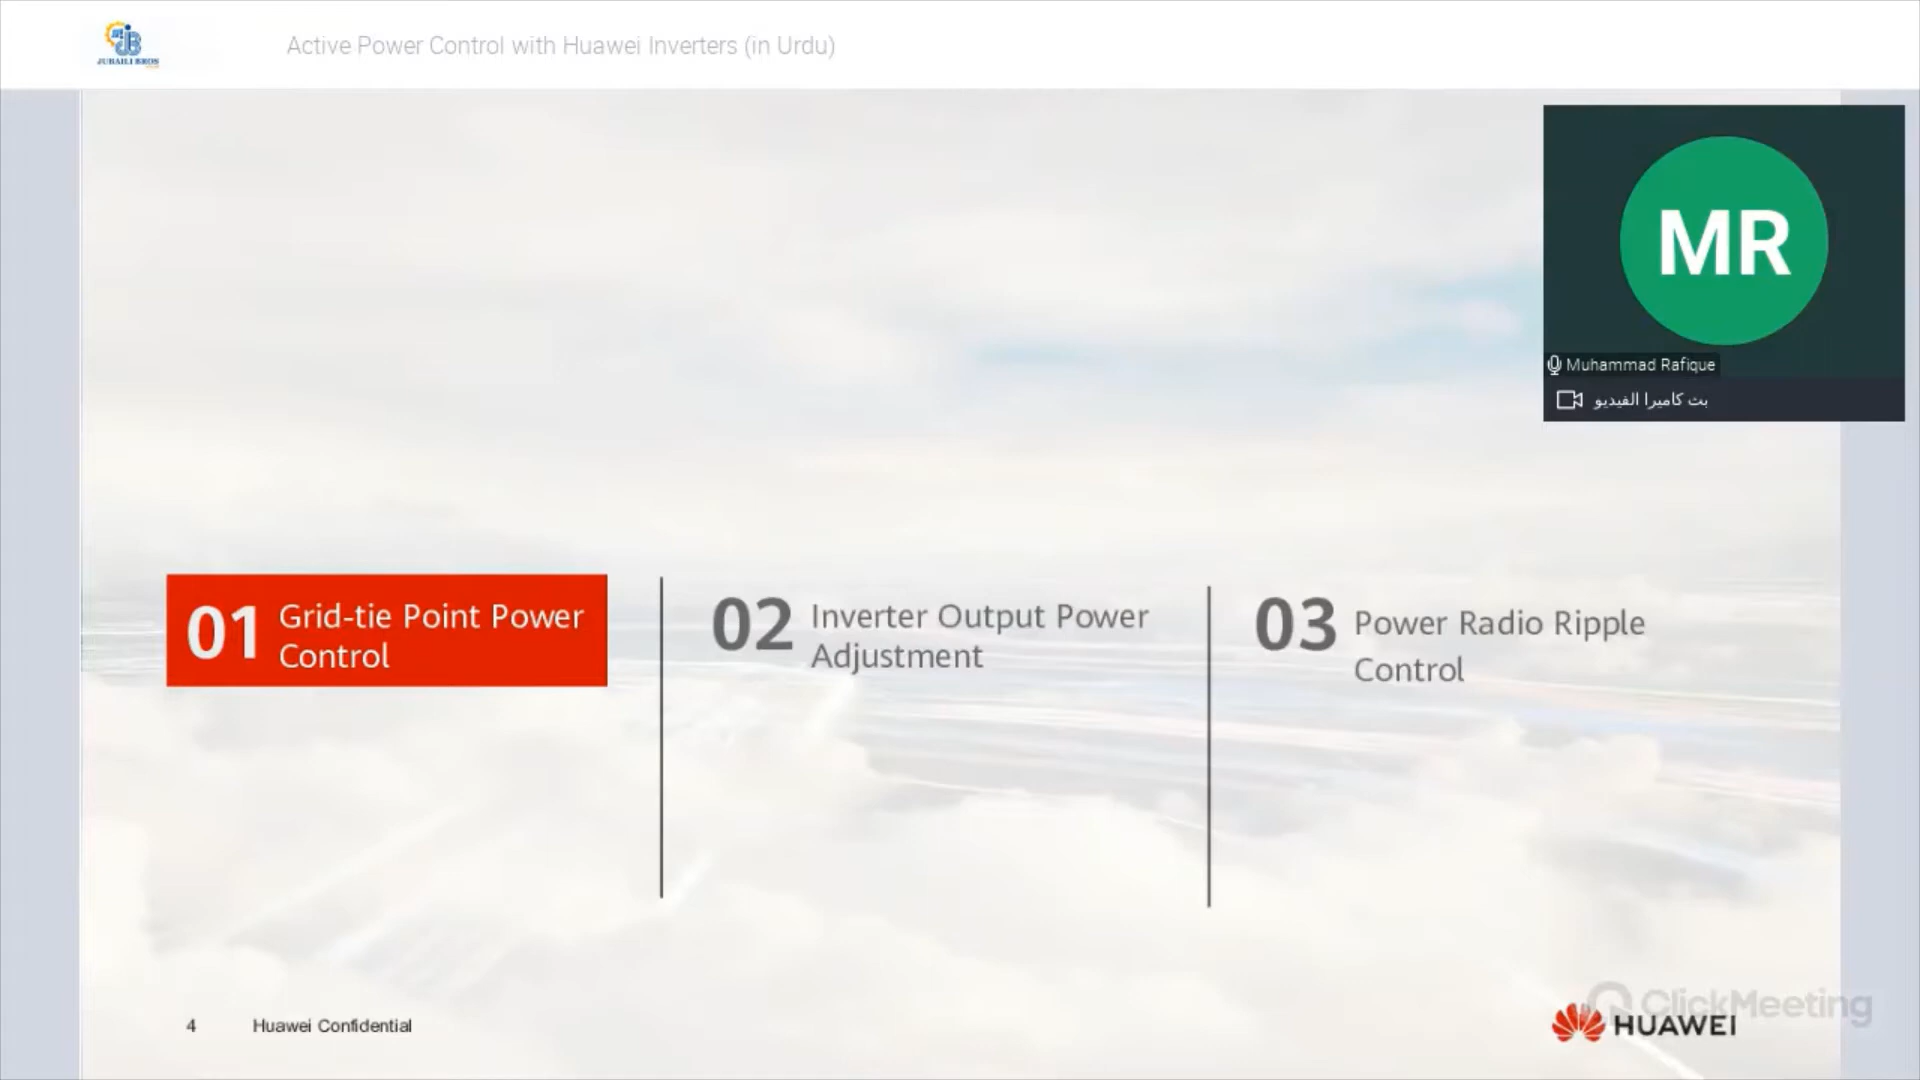 JUBAILI BROS
Active Power Control with Huawei Inverters (in Urdu)
MR
Muhammad Rafique
بث كاميرا الفيديو
01 Grid-tie Point Power
Control
02 Inverter Output Power
Adjustment
03 Power Radio Ripple
Control
4 Huawei Confidential
ClickMeeting
HUAWEI